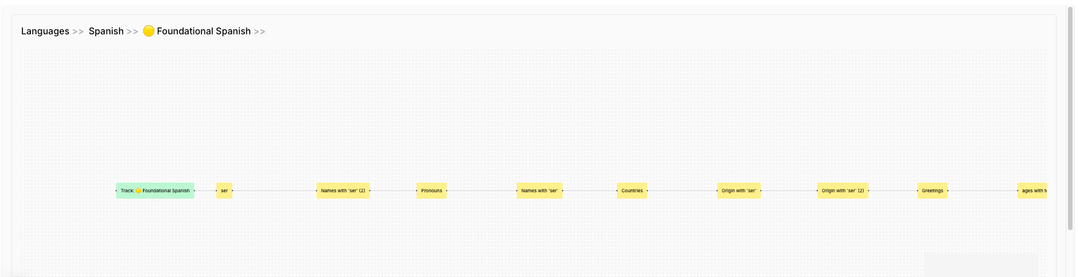 Languages >> Spanish >> 🟡 Foundational Spanish >>
Track: 🟡 Foundational Spanish
ser
Names with 'ser' (2)
Pronouns
Names with 'ser'
Countries
Origin with 'ser'
Origin with 'ser' (2)
Greetings
ages with